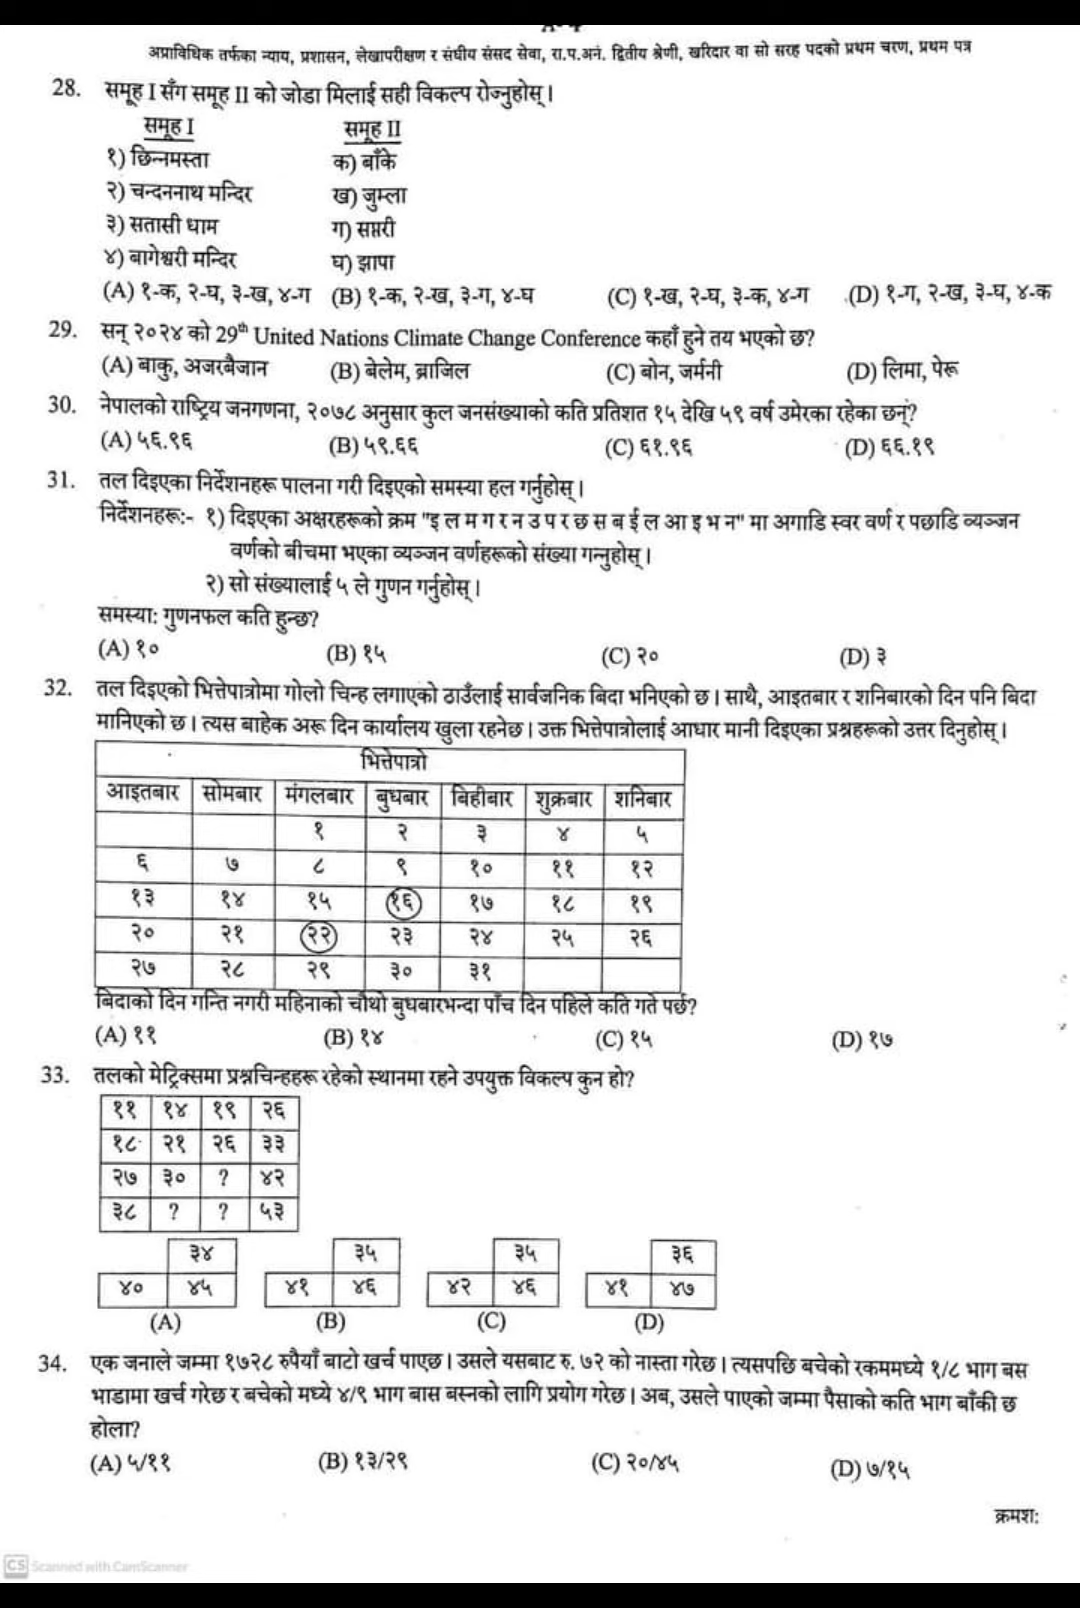 अप्राविधिक तर्फका न्याय, प्रशासन, लेखापरीक्षण र संघीय संसद सेवा, रा.प.अनं. द्वितीय श्रेणी, खरिदार वा सो सरह पदको प्रथम चरण, प्रथम पत्र
28. समूह I सँग समूह II को जोडा मिलाई सही विकल्प रोज्नुहोस्।
समूह I समूह II
१) छिन्नमस्ता क) बाँके
२) चन्दननाथ मन्दिर ख) जुम्ला
३) सतासी धाम ग) सप्तरी
४) बागेश्वरी मन्दिर घ) झापा
(A) १-क, २-घ, ३-ख, ४-ग (B) १-क, २-ख, ३-ग, ४-घ (C) १-ख, २-घ, ३-क, ४-ग (D) १-ग, २-ख, ३-घ, ४-क
29. सन् २०२४ को 29th United Nations Climate Change Conference कहाँ हुने तय भएको छ?
(A) बाकु, अजरबैजान (B) बेलेम, ब्राजिल (C) बोन, जर्मनी (D) लिमा, पेरू
30. नेपालको राष्ट्रिय जनगणना, २०७८ अनुसार कुल जनसंख्याको कति प्रतिशत १५ देखि ५९ वर्ष उमेरका रहेका छन्?
(A) ५६.९६ (B) ५९.६६ (C) ६१.९६ (D) ६६.१९
31. तल दिइएका निर्देशनहरू पालना गरी दिइएको समस्या हल गर्नुहोस्।
निर्देशनहरू:- १) दिइएका अक्षरहरूको क्रम "इ ल म ग र न उ प र छ स ब ई ल आ इ भ न" मा अगाडि स्वर वर्ण र पछाडि व्यञ्जन
वर्णको बीचमा भएका व्यञ्जन वर्णहरूको संख्या गन्नुहोस्।
२) सो संख्यालाई ५ ले गुणन गर्नुहोस्।
समस्या: गुणनफल कति हुन्छ?
(A) १० (B) १५ (C) २० (D) ३
32. तल दिइएको भित्तेपात्रोमा गोलो चिन्ह लगाएको ठाउँलाई सार्वजनिक बिदा भनिएको छ। साथै, आइतबार र शनिबारको दिन पनि बिदा
मानिएको छ। त्यस बाहेक अरू दिन कार्यालय खुला रहनेछ। उक्त भित्तेपात्रोलाई आधार मानी दिइएका प्रश्नहरूको उत्तर दिनुहोस्।
भित्तेपात्रो
आइतबार सोमबार मंगलबार बुधबार बिहीबार शुक्रबार शनिबार
१ २ ३ ४ ५
६ ७ ८ ९ १० ११ १२
१३ १४ १५ १६ १७ १८ १९
२० २१ २२ २३ २४ २५ २६
२७ २८ २९ ३० ३१
बिदाको दिन गन्ति नगरी महिनाको चौथो बुधबारभन्दा पाँच दिन पहिले कति गते पर्छ?
(A) ११ (B) १४ (C) १५ (D) १७
33. तलको मेट्रिक्समा प्रश्नचिन्हहरू रहेको स्थानमा रहने उपयुक्त विकल्प कुन हो?
११ १४ १९ २६
१८ २१ २६ ३३
२७ ३० ? ४२
३८ ? ? ५३
३४ ३५ ३५ ३६
४० ४५ ४१ ४६ ४२ ४६ ४१ ४७
(A) (B) (C) (D)
34. एक जनाले जम्मा १७२८ रुपैयाँ बाटो खर्च पाएछ। उसले यसबाट रु. ७२ को नास्ता गरेछ। त्यसपछि बचेको रकममध्ये १/८ भाग बस
भाडामा खर्च गरेछ र बचेको मध्ये ४/९ भाग बास बस्नको लागि प्रयोग गरेछ। अब, उसले पाएको जम्मा पैसाको कति भाग बाँकी छ
होला?
(A) ५/११ (B) १३/२९ (C) २०/४५ (D) ७/१५
क्रमश:
CS Scanned with CamScanner